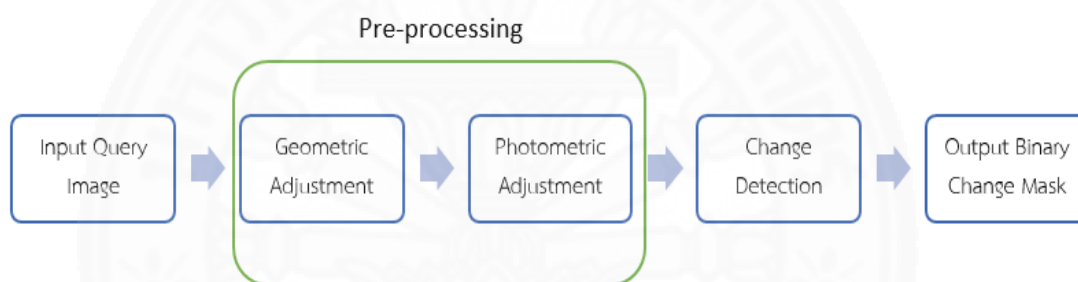 Pre-processing
Input Query
Image
Geometric
Adjustment
Photometric
Adjustment
Change
Detection
Output Binary
Change Mask